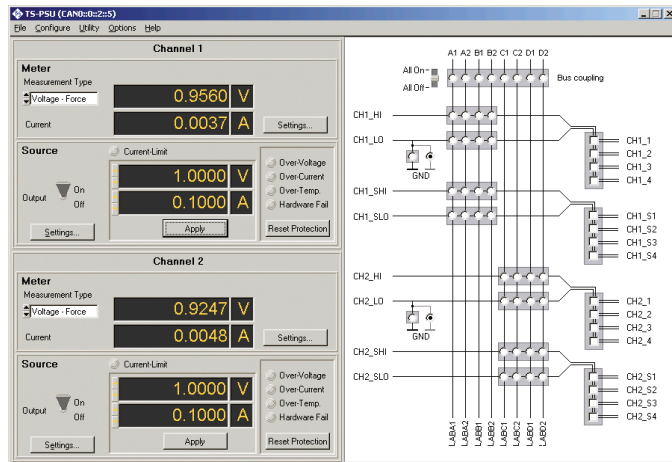 TS-PSU (CAN0::0::2::5)
File Configure Utility Options Help
Channel 1
Meter
Measurement Type
Voltage - Force
0.9560 V
Current
0.0037 A
Settings...
Source
Current-Limit
1.0000 V
0.1000 A
Output
On
Off
Settings...
Apply
Over-Voltage
Over-Current
Over-Temp.
Hardware Fail
Reset Protection
Channel 2
Meter
Measurement Type
Voltage - Force
0.9247 V
Current
0.0048 A
Settings...
Source
Current-Limit
1.0000 V
0.1000 A
Output
On
Off
Settings...
Apply
Over-Voltage
Over-Current
Over-Temp.
Hardware Fail
Reset Protection
A1 A2 B1 B2 C1 C2 D1 D2
All On
All Off
Bus coupling
CH1_HI
CH1_LO
GND
CH1_1
CH1_2
CH1_3
CH1_4
CH1_SHI
CH1_SLO
CH1_S1
CH1_S2
CH1_S3
CH1_S4
CH2_HI
CH2_LO
GND
CH2_1
CH2_2
CH2_3
CH2_4
CH2_SHI
CH2_SLO
CH2_S1
CH2_S2
CH2_S3
CH2_S4
LABA1 LABA2 LABB1 LABB2 LABC1 LABC2 LABD1 LABD2